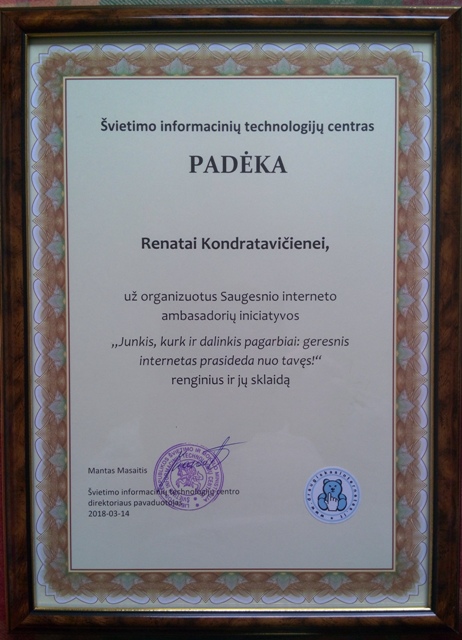 Švietimo informacinių technologijų centras
PADĖKA
Renatai Kondratavičienei,
už organizuotus Saugesnio interneto
ambasadorių iniciatyvos
„Junkis, kurk ir dalinkis pagarbiai: geresnis
internetas prasideda nuo tavęs!“
renginius ir jų sklaidą
Mantas Masaitis
Švietimo informacinių technologijų centro
direktoriaus pavaduotojas
2018-03-14